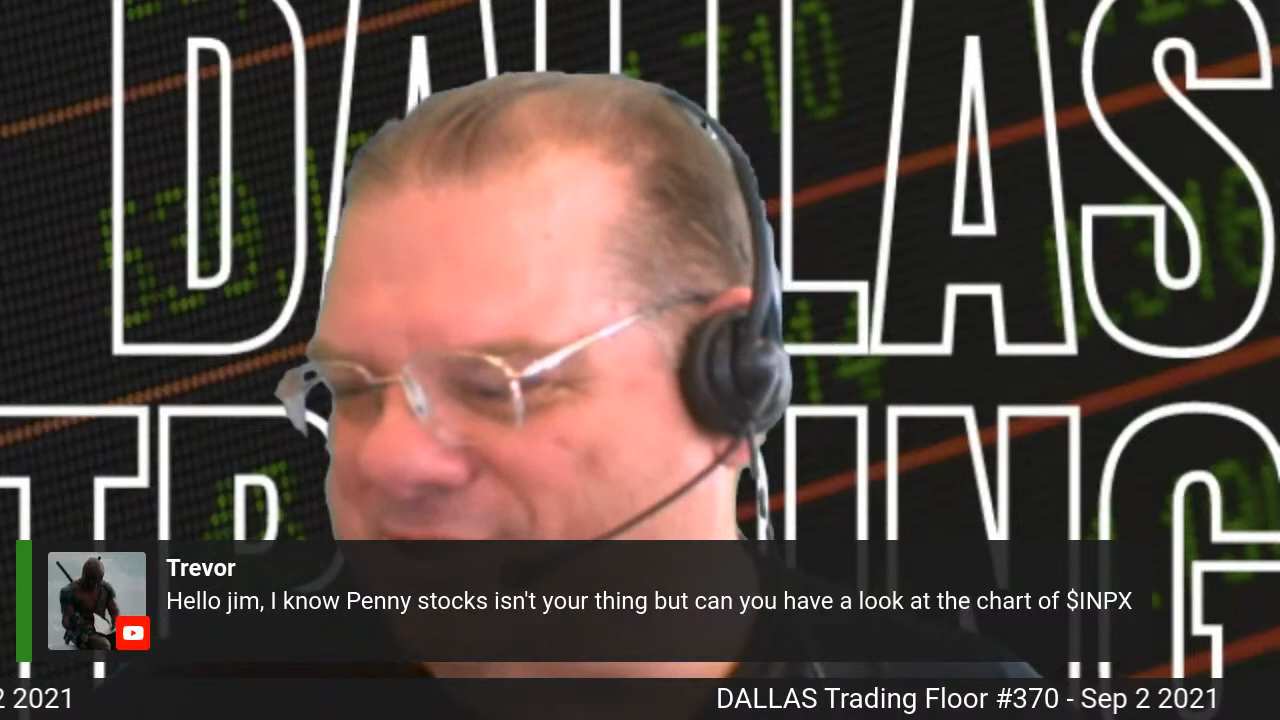 DALLAS
TRADING
Trevor
Hello jim, I know Penny stocks isn't your thing but can you have a look at the chart of $INPX
2 2021
DALLAS Trading Floor #370 - Sep 2 2021